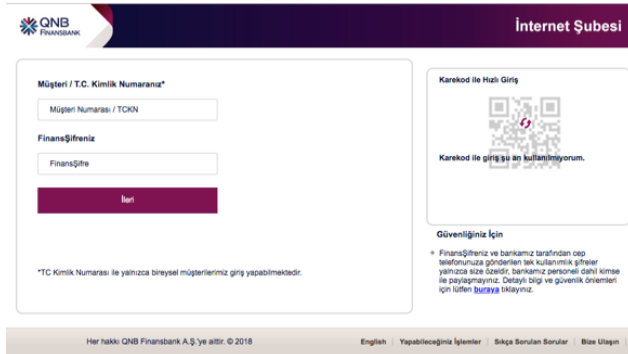 QNB
FINANSBANK
İnternet Şubesi
Müşteri / T.C. Kimlik Numaranız*
Müşteri Numarası / TCKN
FinansŞifreniz
FinansŞifre
İleri
*TC Kimlik Numarası ile yalnızca bireysel müşterilerimiz giriş yapabilmektedir.
Karekod ile Hızlı Giriş
Karekod ile giriş şu an kullanılmıyorum.
Güvenliğiniz İçin
FinansŞifreniz ve bankamız tarafından cep
telefonunuza gönderilen tek kullanımlık şifreler
yalnızca size özeldir, bankamız personeli dahil kimse
ile paylaşmayınız. Detaylı bilgi ve güvenlik önlemleri
için lütfen buraya tıklayınız.
Her hakkı QNB Finansbank A.Ş.'ye aittir. © 2018
English | Yapabileceğiniz İşlemler | Sıkça Sorulan Sorular | Bize Ulaşın |